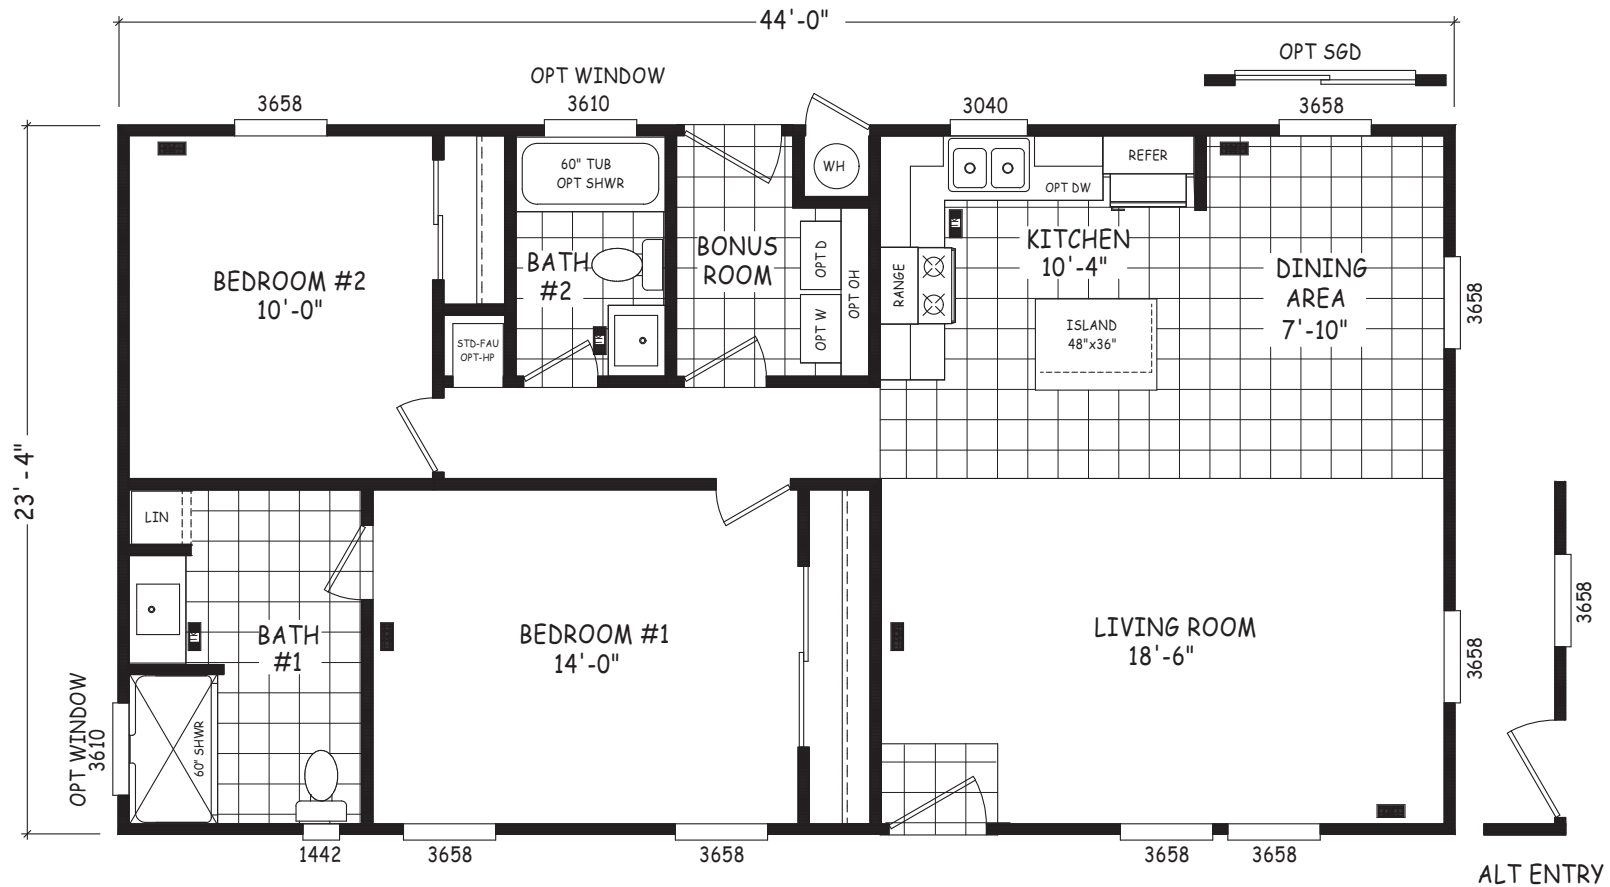 44'-0"
OPT SGD
OPT WINDOW
3658
3610
3040
3658
60" TUB
OPT SHWR
WH
REFER
OPT DW
BEDROOM #2
10'-0"
BATH
#2
BONUS
ROOM
OPT D
OPT OH
OPT W
RANGE
KITCHEN
10'-4"
DINING
AREA
7'-10"
3658
ISLAND
48"x36"
STD-FAU
OPT-HP
23'-4"
LIN
BATH
#1
BEDROOM #1
14'-0"
LIVING ROOM
18'-6"
3658
3658
OPT WINDOW
3610
60" SHWR
1442
3658
3658
3658
3658
ALT ENTRY